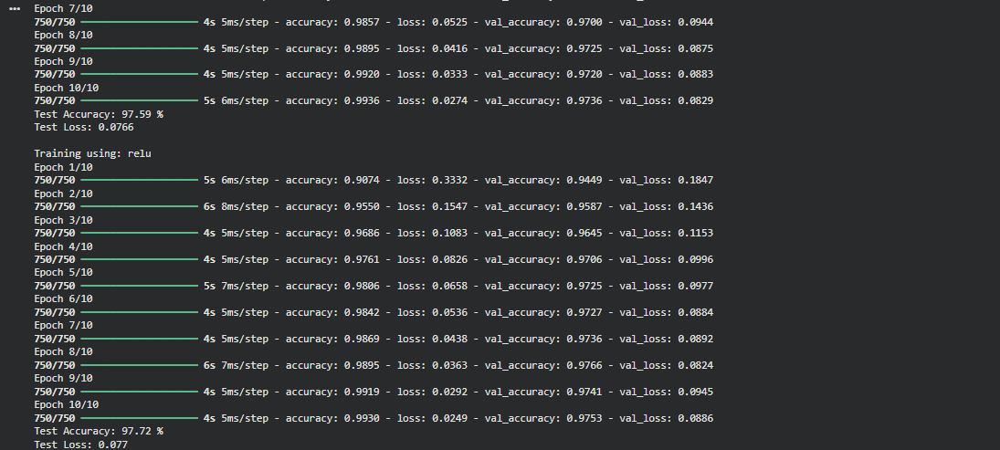 Epoch 7/10
750/750 ━━━━━━━━━━━━━━━━━━━━ 4s 5ms/step - accuracy: 0.9857 - loss: 0.0525 - val_accuracy: 0.9700 - val_loss: 0.0944
Epoch 8/10
750/750 ━━━━━━━━━━━━━━━━━━━━ 4s 5ms/step - accuracy: 0.9895 - loss: 0.0416 - val_accuracy: 0.9725 - val_loss: 0.0875
Epoch 9/10
750/750 ━━━━━━━━━━━━━━━━━━━━ 4s 5ms/step - accuracy: 0.9920 - loss: 0.0333 - val_accuracy: 0.9720 - val_loss: 0.0883
Epoch 10/10
750/750 ━━━━━━━━━━━━━━━━━━━━ 5s 6ms/step - accuracy: 0.9936 - loss: 0.0274 - val_accuracy: 0.9736 - val_loss: 0.0829
Test Accuracy: 97.59 %
Test Loss: 0.0766
Training using: relu
Epoch 1/10
750/750 ━━━━━━━━━━━━━━━━━━━━ 5s 6ms/step - accuracy: 0.9074 - loss: 0.3332 - val_accuracy: 0.9449 - val_loss: 0.1847
Epoch 2/10
750/750 ━━━━━━━━━━━━━━━━━━━━ 6s 8ms/step - accuracy: 0.9550 - loss: 0.1547 - val_accuracy: 0.9587 - val_loss: 0.1436
Epoch 3/10
750/750 ━━━━━━━━━━━━━━━━━━━━ 4s 5ms/step - accuracy: 0.9686 - loss: 0.1083 - val_accuracy: 0.9645 - val_loss: 0.1153
Epoch 4/10
750/750 ━━━━━━━━━━━━━━━━━━━━ 4s 5ms/step - accuracy: 0.9761 - loss: 0.0826 - val_accuracy: 0.9706 - val_loss: 0.0996
Epoch 5/10
750/750 ━━━━━━━━━━━━━━━━━━━━ 5s 7ms/step - accuracy: 0.9806 - loss: 0.0658 - val_accuracy: 0.9725 - val_loss: 0.0977
Epoch 6/10
750/750 ━━━━━━━━━━━━━━━━━━━━ 4s 5ms/step - accuracy: 0.9842 - loss: 0.0536 - val_accuracy: 0.9727 - val_loss: 0.0884
Epoch 7/10
750/750 ━━━━━━━━━━━━━━━━━━━━ 4s 5ms/step - accuracy: 0.9869 - loss: 0.0438 - val_accuracy: 0.9736 - val_loss: 0.0892
Epoch 8/10
750/750 ━━━━━━━━━━━━━━━━━━━━ 6s 7ms/step - accuracy: 0.9895 - loss: 0.0363 - val_accuracy: 0.9766 - val_loss: 0.0824
Epoch 9/10
750/750 ━━━━━━━━━━━━━━━━━━━━ 4s 5ms/step - accuracy: 0.9919 - loss: 0.0292 - val_accuracy: 0.9741 - val_loss: 0.0945
Epoch 10/10
750/750 ━━━━━━━━━━━━━━━━━━━━ 4s 5ms/step - accuracy: 0.9930 - loss: 0.0249 - val_accuracy: 0.9753 - val_loss: 0.0886
Test Accuracy: 97.72 %
Test Loss: 0.077